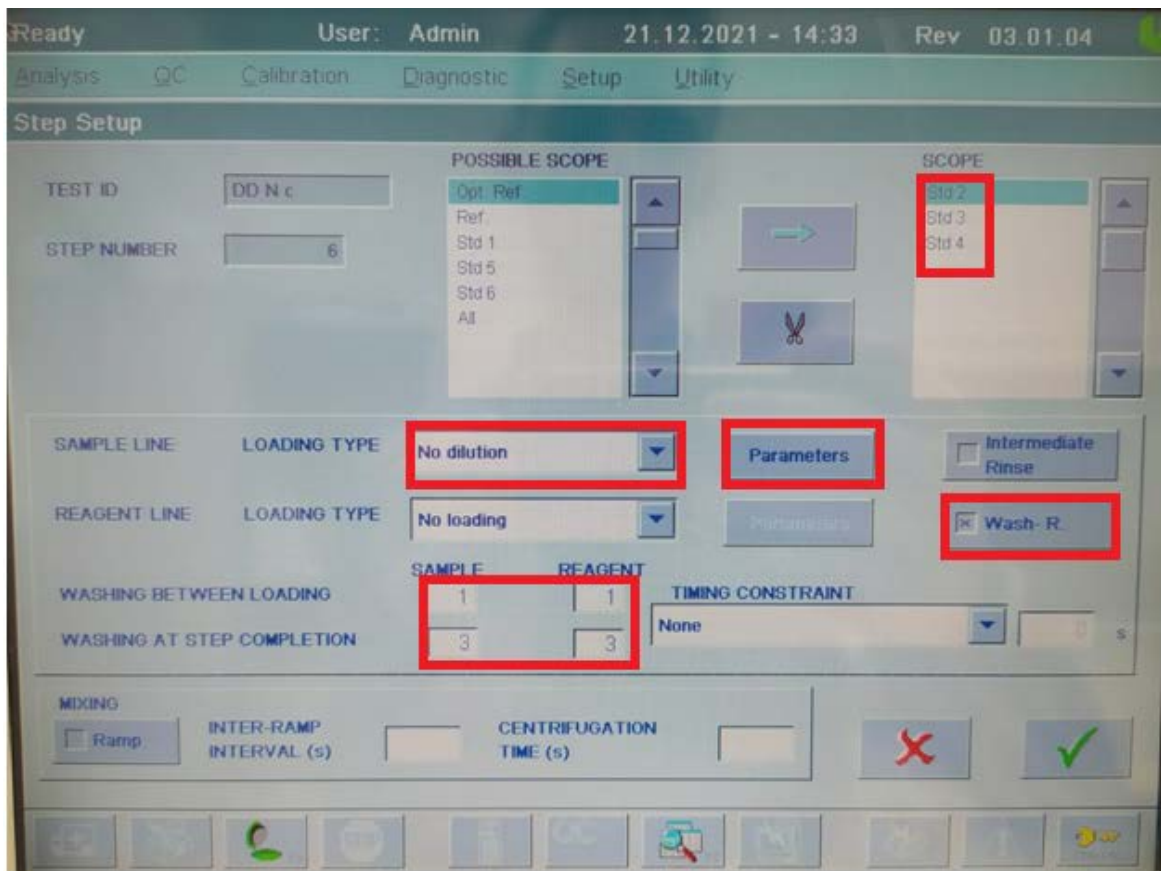 Ready User: Admin 21.12.2021 - 14:33 Rev 03.01.04
Analysis QC Calibration Diagnostic Setup Utility
Step Setup
POSSIBLE SCOPE SCOPE
TEST ID DD N c Opt. Ref. Std 2
Ref. Std 3
STEP NUMBER 6 Std 1 Std 4
Std 5
Std 6
All
SAMPLE LINE LOADING TYPE No dilution Parameters Intermediate
Rinse
REAGENT LINE LOADING TYPE No loading Parameters Wash- R.
SAMPLE REAGENT
WASHING BETWEEN LOADING 1 1 TIMING CONSTRAINT
None 0 s
WASHING AT STEP COMPLETION 3 3
MIXING
Ramp INTER-RAMP CENTRIFUGATION
INTERVAL (s) TIME (s)